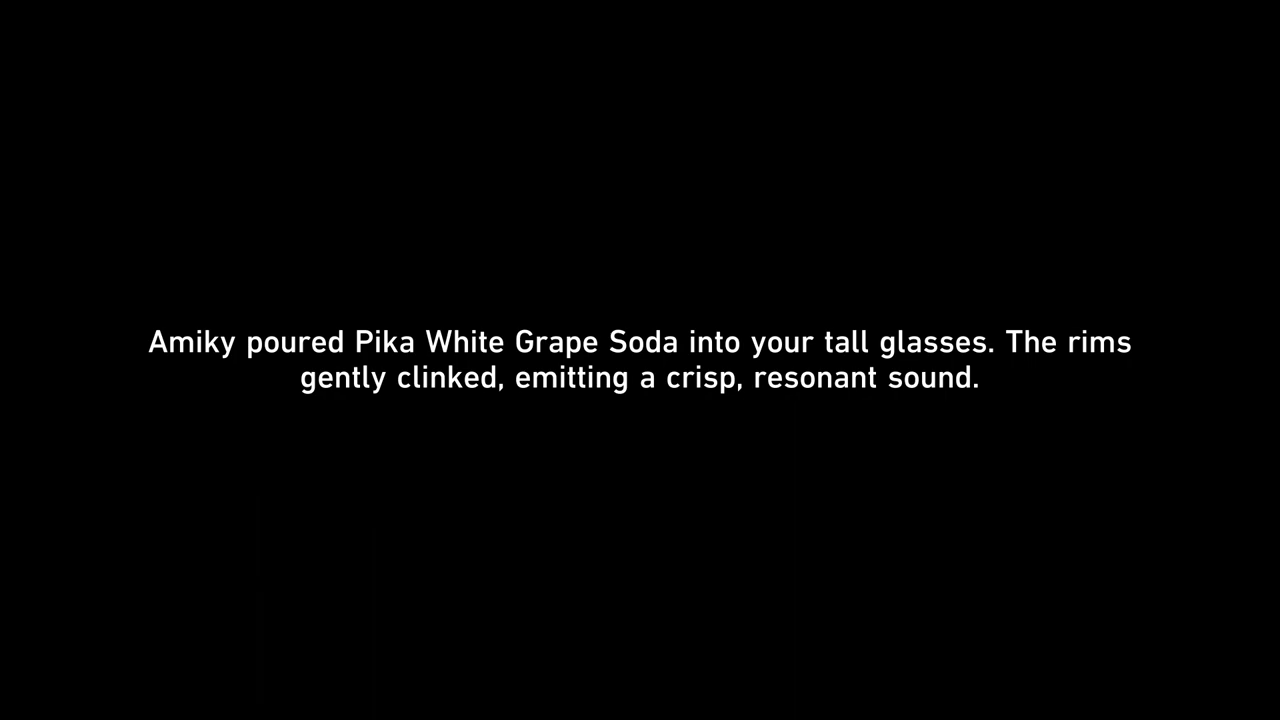 Amiky poured Pika White Grape Soda into your tall glasses. The rims
gently clinked, emitting a crisp, resonant sound.